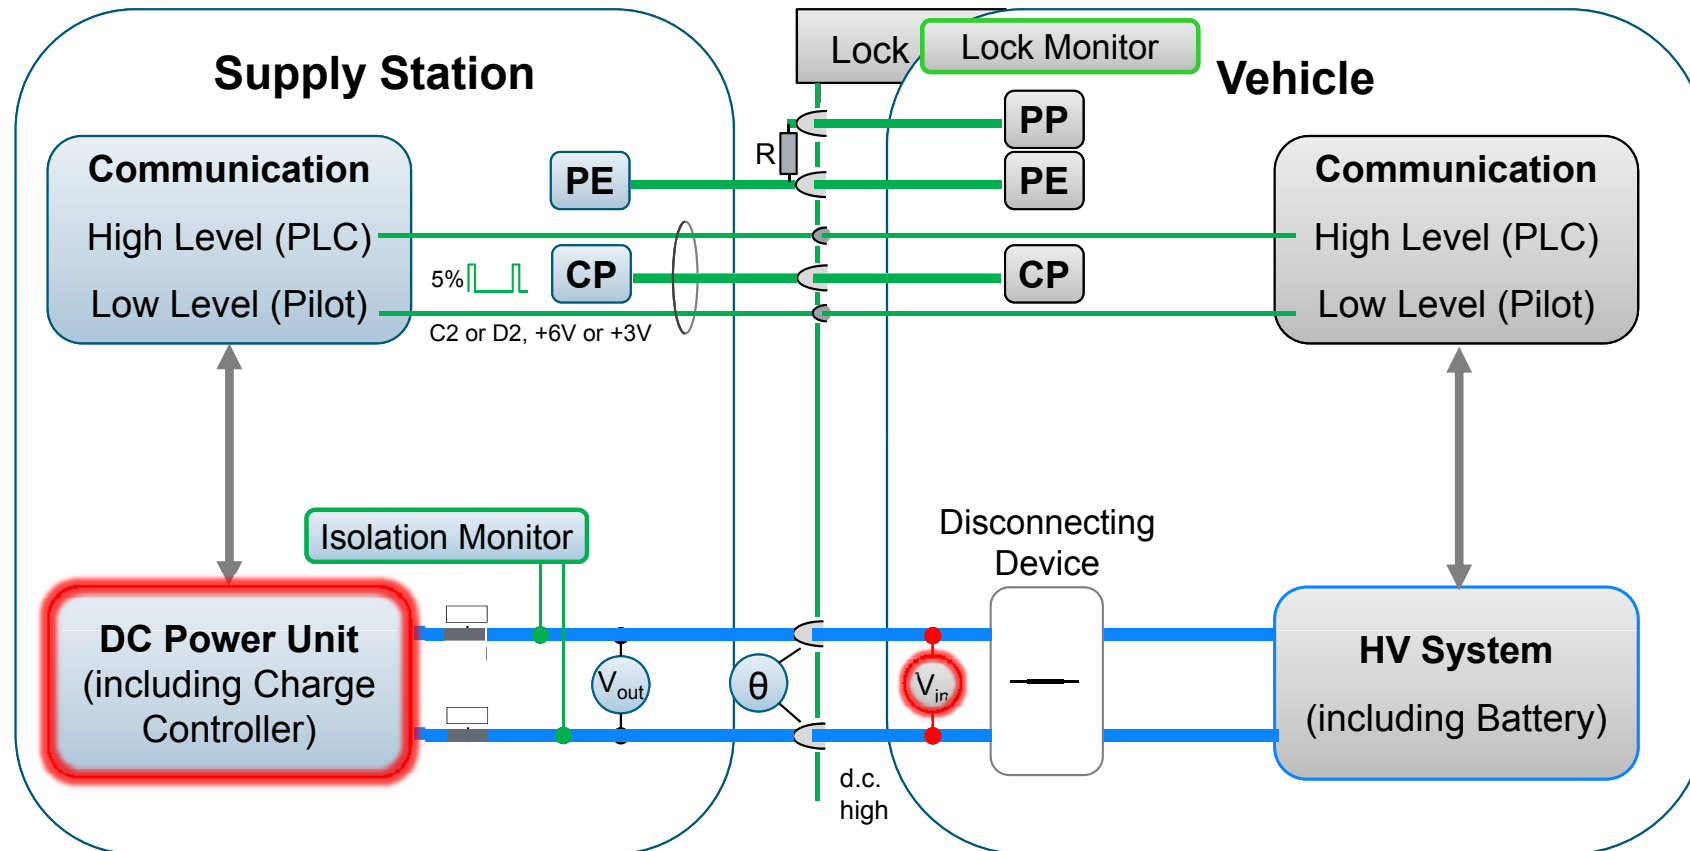 Supply Station
Lock
Lock Monitor
Vehicle
PP
R
PE
PE
Communication
High Level (PLC)
Low Level (Pilot)
5%
CP
CP
C2 or D2, +6V or +3V
Communication
High Level (PLC)
Low Level (Pilot)
Isolation Monitor
Disconnecting
Device
DC Power Unit
(including Charge
Controller)
Vout
θ
Vin
HV System
(including Battery)
d.c.
high